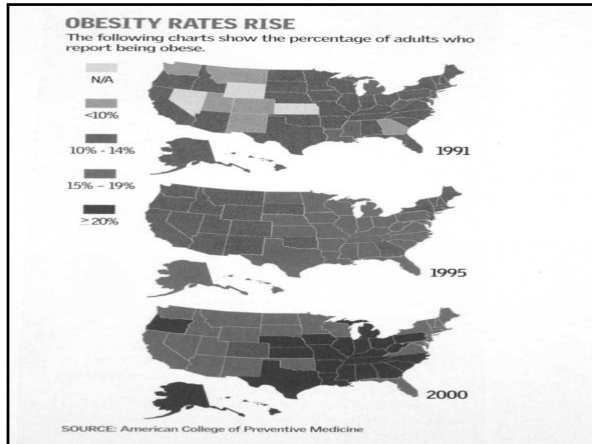 OBESITY RATES RISE
The following charts show the percentage of adults who
report being obese.
N/A
<10%
10% - 14%
15% – 19%
≥20%
1991
1995
2000
SOURCE: American College of Preventive Medicine